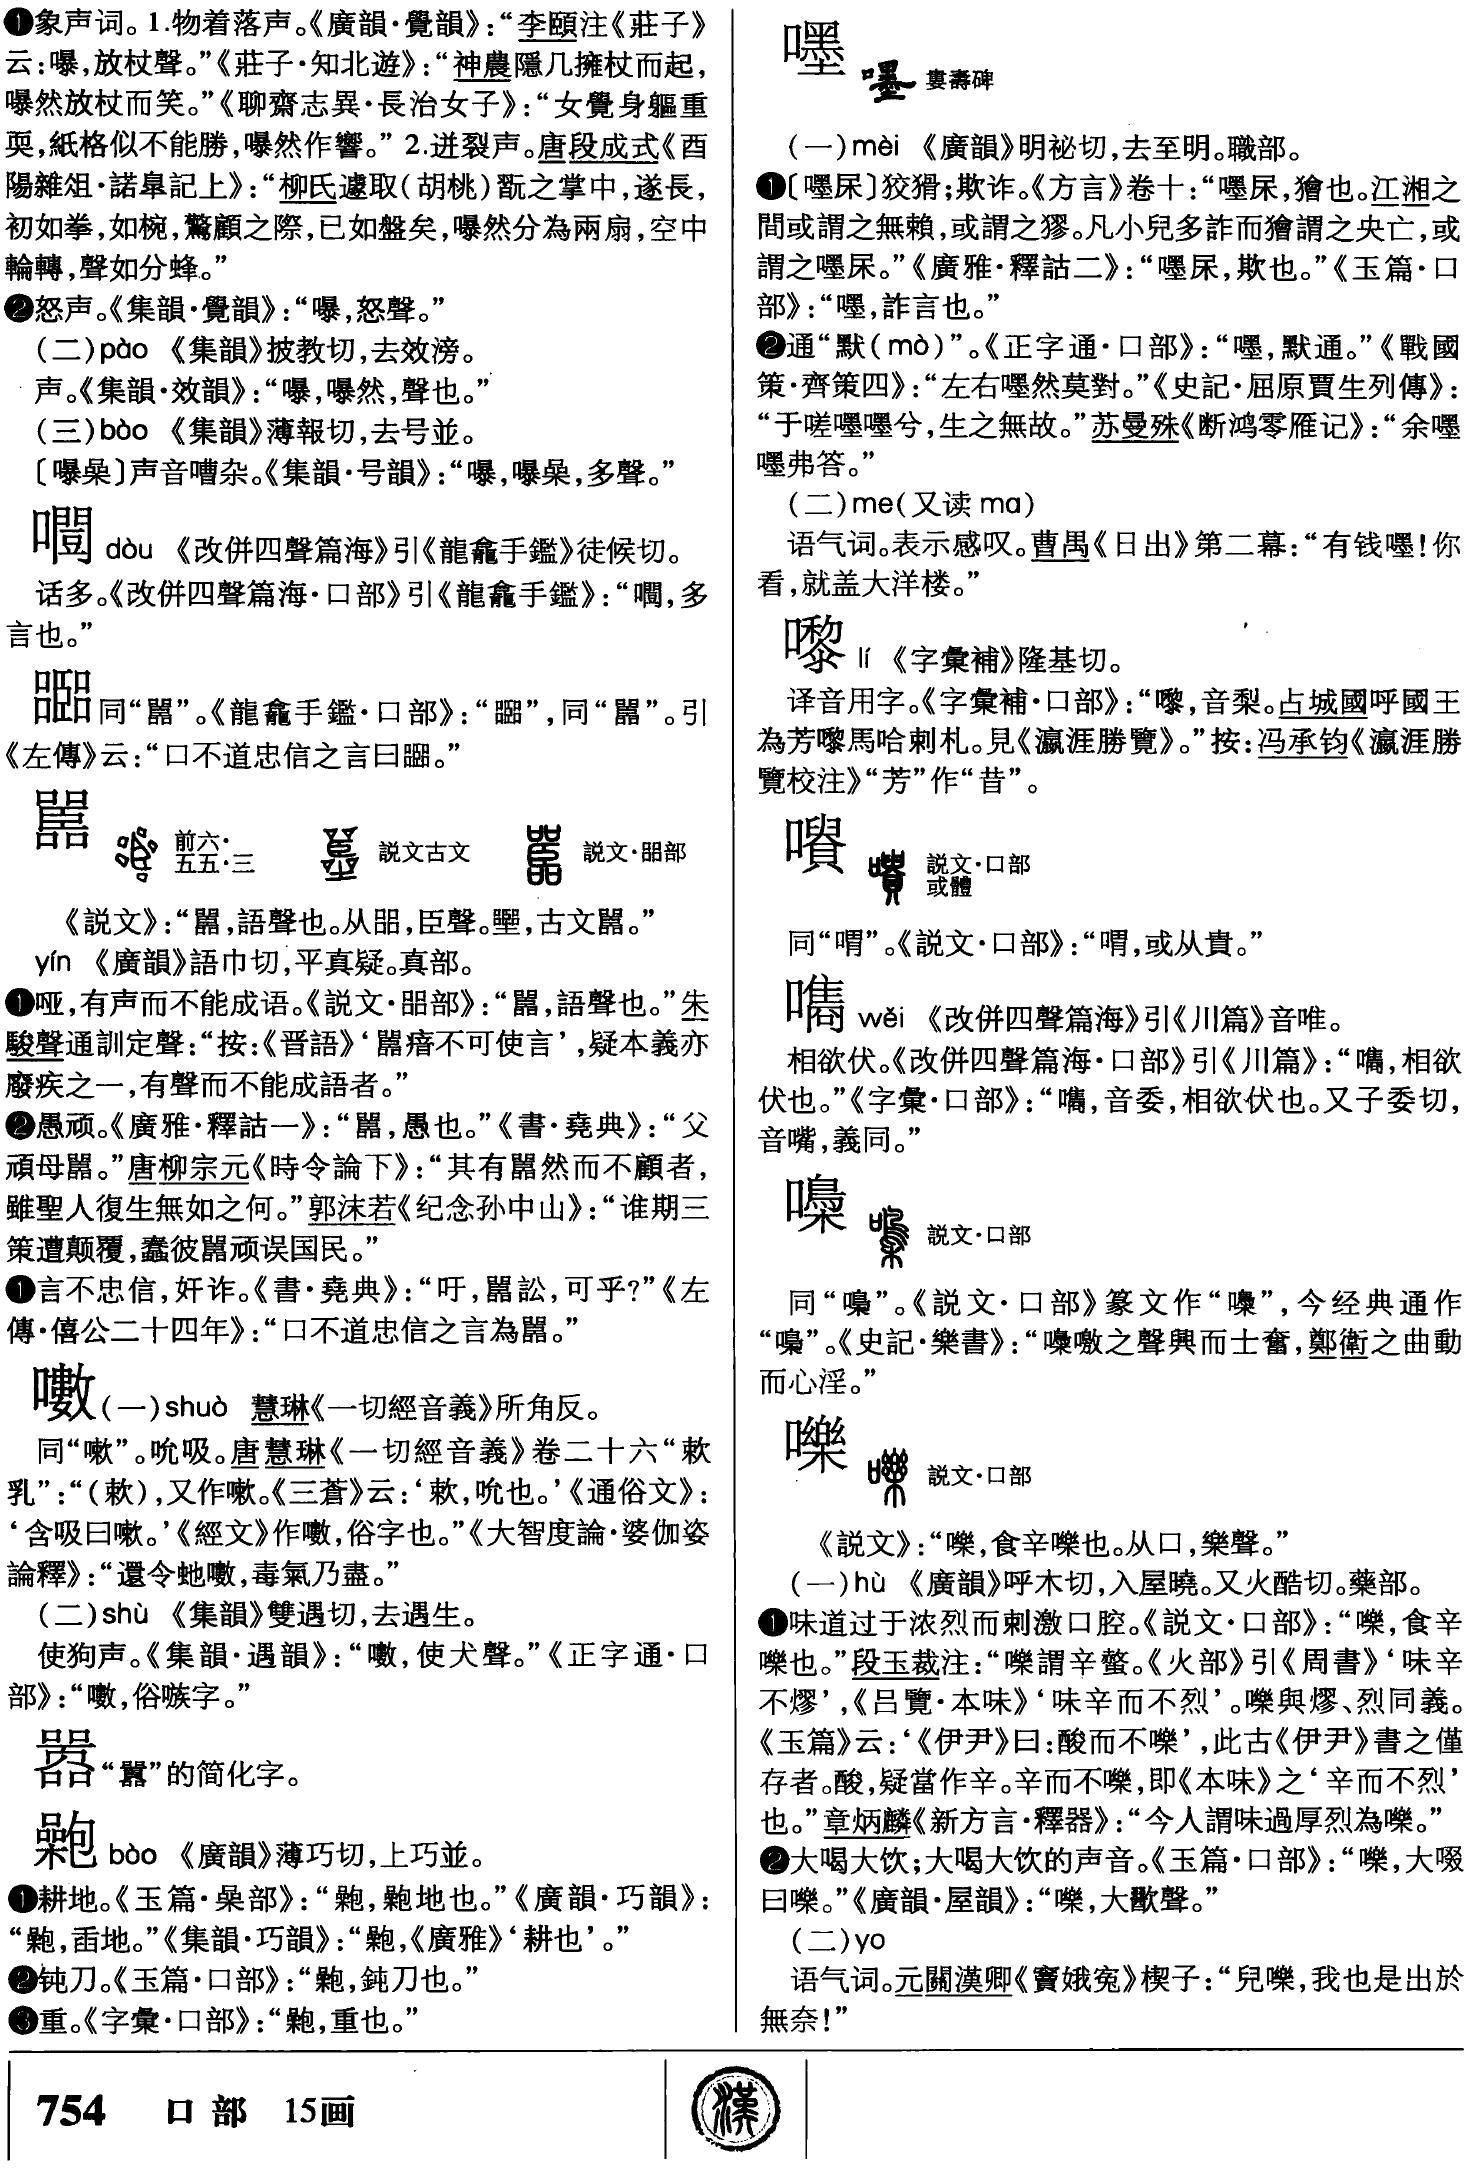 ❶象声词。1.物着落声。《廣韻·覺韻》：“李頤注《莊子》
云：嚗，放杖聲。”《莊子·知北遊》：“神農隱几擁杖而起，
嚗然放杖而笑。”《聊齋志異·長治女子》：“女覺身軀重
耎，紙格似不能勝，嚗然作響。” 2.迸裂声。唐段成式《酉
陽雜俎·諾皋記上》：“柳氏遽取（胡桃）翫之掌中，遂長，
初如拳，如椀，驚顧之際，已如盤矣，嚗然分為兩扇，空中
輪轉，聲如分蜂。”
❷怒声。《集韻·覺韻》：“嚗，怒聲。”
（二）pào 《集韻》披教切，去效滂。
声。《集韻·效韻》：“嚗，嚗然，聲也。”
（三）bào 《集韻》薄報切，去号並。
〔嚗喿〕声音嘈杂。《集韻·号韻》：“嚗，嚗喿，多聲。”
dòu 《改併四聲篇海》引《龍龕手鑑》徒候切。
话多。《改併四聲篇海·口部》引《龍龕手鑑》：“，多
言也。”
同“嚚”。《龍龕手鑑·口部》：“”，同“嚚”。引
《左傳》云：“口不道忠信之言曰。”
嚚 前六·五五·三 説文古文 説文·㗊部
《説文》：“嚚，語聲也。从㗊，臣聲。，古文嚚。”
yín 《廣韻》語巾切，平真疑。真部。
❶哑，有声而不能成语。《説文·㗊部》：“嚚，語聲也。”朱
駿聲通訓定聲：“按：《晋語》‘嚚瘖不可使言’，疑本義亦
廢疾之一，有聲而不能成語者。”
❷愚顽。《廣雅·釋詁一》：“嚚，愚也。”《書·堯典》：“父
頑母嚚。”唐柳宗元《時令論下》：“其有嚚然而不顧者，
雖聖人復生無如之何。”郭沫若《纪念孙中山》：“谁期三
策遭颠覆，蠢彼嚚顽误国民。”
❶言不忠信，奸诈。《書·堯典》：“吁，嚚訟，可乎？”《左
傳·僖公二十四年》：“口不道忠信之言為嚚。”
㘂（一）shuò 慧琳《一切經音義》所角反。
同“嗽”。吮吸。唐慧琳《一切經音義》卷二十六“欶
乳”：“（欶），又作嗽。《三蒼》云：‘欶，吮也。’《通俗文》：
‘含吸曰嗽。’《經文》作㘂，俗字也。”《大智度論·婆伽婆
論釋》：“還令虵㘂，毒氣乃盡。”
（二）shù 《集韻》雙遇切，去遇生。
使狗声。《集韻·遇韻》：“㘂，使犬聲。”《正字通·口
部》：“㘂，俗嗾字。”
“”的简化字。
㘐 bào 《廣韻》薄巧切，上巧並。
❶耕地。《玉篇·喿部》：“㘐，㘐地也。”《廣韻·巧韻》：
“㘐，臿地。”《集韻·巧韻》：“㘐，《廣雅》‘耕也’。”
❷钝刀。《玉篇·口部》：“㘐，鈍刀也。”
❸重。《字彙·口部》：“㘐，重也。”
嚜 婁壽碑
（一）mèi 《廣韻》明祕切，去至明。職部。
❶〔嚜㞙〕狡猾；欺诈。《方言》卷十：“嚜㞙，獪也。江湘之
間或謂之無賴，或謂之㺒。凡小兒多詐而獪謂之央亡，或
謂之嚜㞙。”《廣雅·釋詁二》：“嚜㞙，欺也。”《玉篇·口
部》：“嚜，詐言也。”
❷通“默（mò）”。《正字通·口部》：“嚜，默通。”《戰國
策·齊策四》：“左右嚜然莫對。”《史記·屈原賈生列傳》：
“于嗟嚜嚜兮，生之無故。”苏曼殊《断鸿零雁记》：“余嚜
嚜弗答。”
（二）me（又读 ma）
语气词。表示感叹。曹禺《日出》第二幕：“有钱嚜！你
看，就盖大洋楼。”
㘑 lí 《字彙補》隆基切。
译音用字。《字彙補·口部》：“㘑，音梨。占城國呼國王
為芳㘑馬哈剌札。見《瀛涯勝覽》。”按：冯承钧《瀛涯勝
覽校注》“芳”作“昔”。
嘳 説文·口部或體
同“喟”。《説文·口部》：“喟，或从貴。”
wěi 《改併四聲篇海》引《川篇》音唯。
相欲伏。《改併四聲篇海·口部》引《川篇》：“，相欲
伏也。”《字彙·口部》：“，音委，相欲伏也。又子委切，
音嘴，義同。”
 説文·口部
同“嘄”。《説文·口部》篆文作“”，今经典通作
“嘄”。《史記·樂書》：“嘄噭之聲興而士奮，鄭衛之曲動
而心淫。”
嚛 説文·口部
《説文》：“嚛，食辛嚛也。从口，樂聲。”
（一）hù 《廣韻》呼木切，入屋曉。又火酷切。藥部。
❶味道过于浓烈而刺激口腔。《説文·口部》：“嚛，食辛
嚛也。”段玉裁注：“嚛謂辛螫。《火部》引《周書》‘味辛
不熮’，《吕覽·本味》‘味辛而不烈’。嚛與熮、烈同義。
《玉篇》云：‘《伊尹》曰：酸而不嚛’，此古《伊尹》書之僅
存者。酸，疑當作辛。辛而不嚛，即《本味》之‘辛而不烈’
也。”章炳麟《新方言·釋器》：“今人謂味過厚烈為嚛。”
❷大喝大饮；大喝大饮的声音。《玉篇·口部》：“嚛，大啜
曰嚛。”《廣韻·屋韻》：“嚛，大歠聲。”
（二）yo
语气词。元關漢卿《竇娥寃》楔子：“兒嚛，我也是出於
無奈！”
754 口部 15画
漢